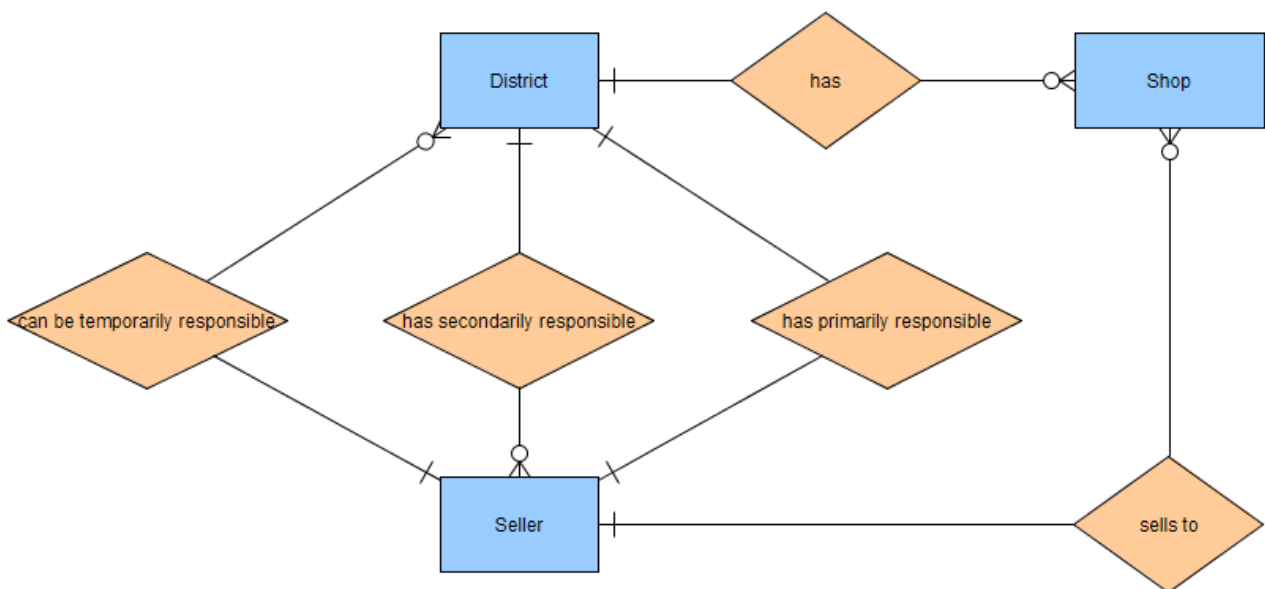 District
has
Shop
can be temporarily responsible
has secondarily responsible
has primarily responsible
Seller
sells to